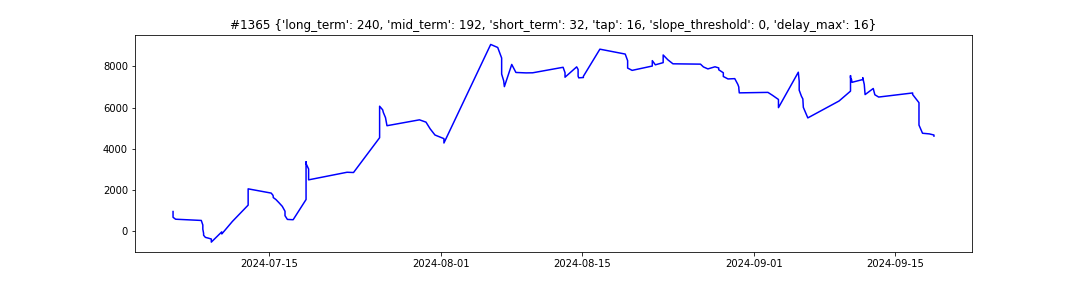 #1365 {'long_term': 240, 'mid_term': 192, 'short_term': 32, 'tap': 16, 'slope_threshold': 0, 'delay_max': 16}
8000
6000
4000
2000
0
2024-07-15 2024-08-01 2024-08-15 2024-09-01 2024-09-15